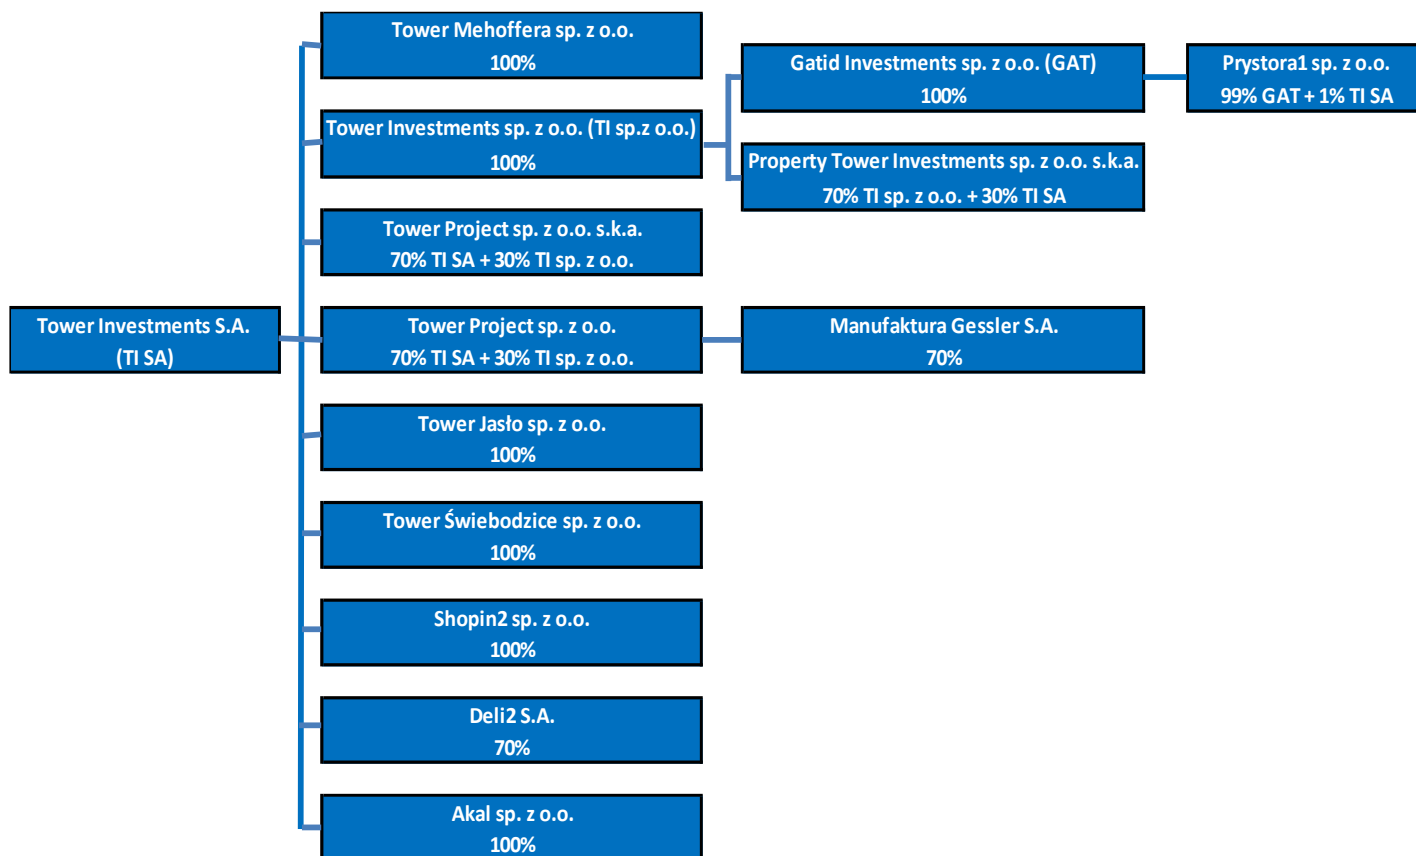 Tower Mehoffera sp. z o.o.
100%
Gatid Investments sp. z o.o. (GAT)
100%
Prystora1 sp. z o.o.
99% GAT + 1% TI SA
Tower Investments sp. z o.o. (TI sp.z o.o.)
100%
Property Tower Investments sp. z o.o. s.k.a.
70% TI sp. z o.o. + 30% TI SA
Tower Project sp. z o.o. s.k.a.
70% TI SA + 30% TI sp. z o.o.
Tower Investments S.A.
(TI SA)
Tower Project sp. z o.o.
70% TI SA + 30% TI sp. z o.o.
Manufaktura Gessler S.A.
70%
Tower Jasło sp. z o.o.
100%
Tower Świebodzice sp. z o.o.
100%
Shopin2 sp. z o.o.
100%
Deli2 S.A.
70%
Akal sp. z o.o.
100%